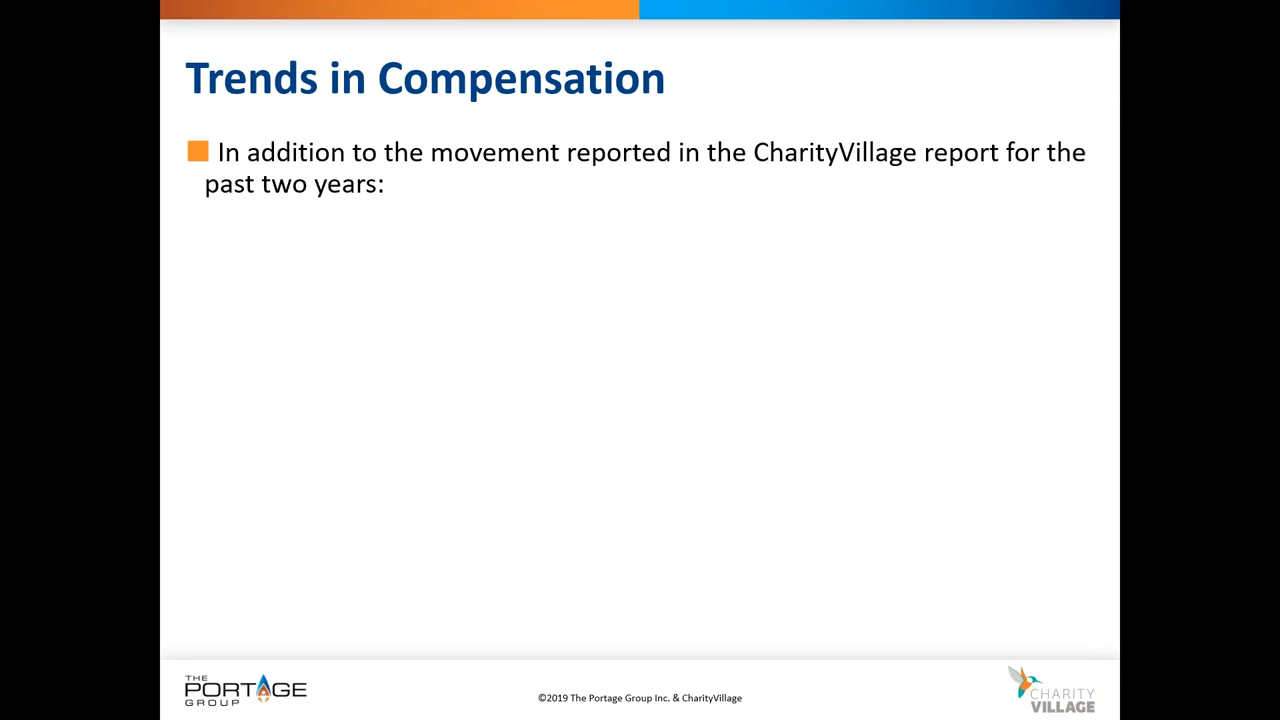 Trends in Compensation
In addition to the movement reported in the CharityVillage report for the
past two years:
THE
PORTAGE
GROUP
©2019 The Portage Group Inc. & CharityVillage
CHARITY
VILLAGE